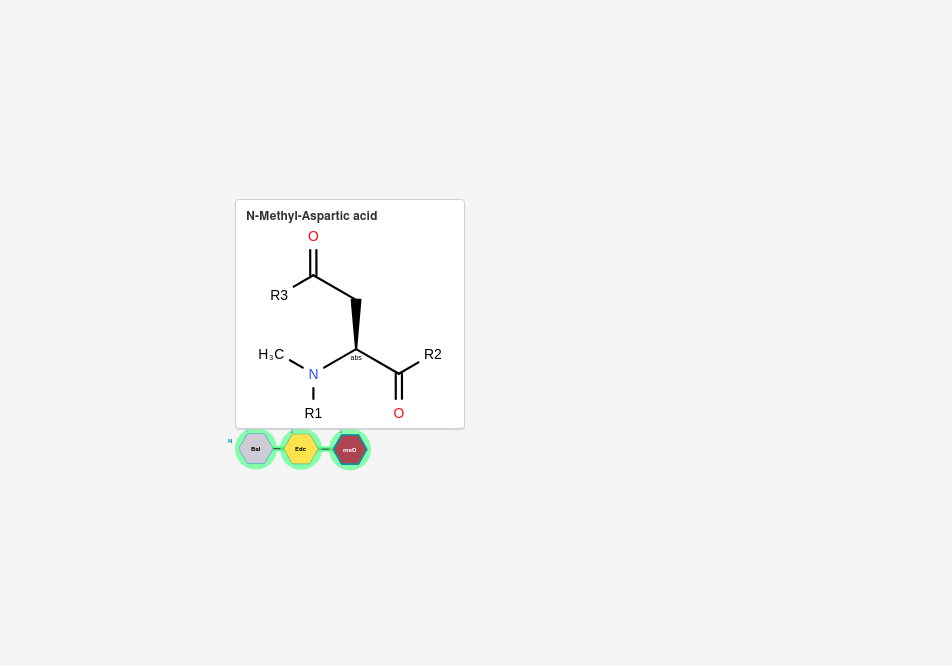 N-Methyl-Aspartic acid
O
R3
H₃C
R2
abs
N
R1
O
N
Bal
Edc
meD